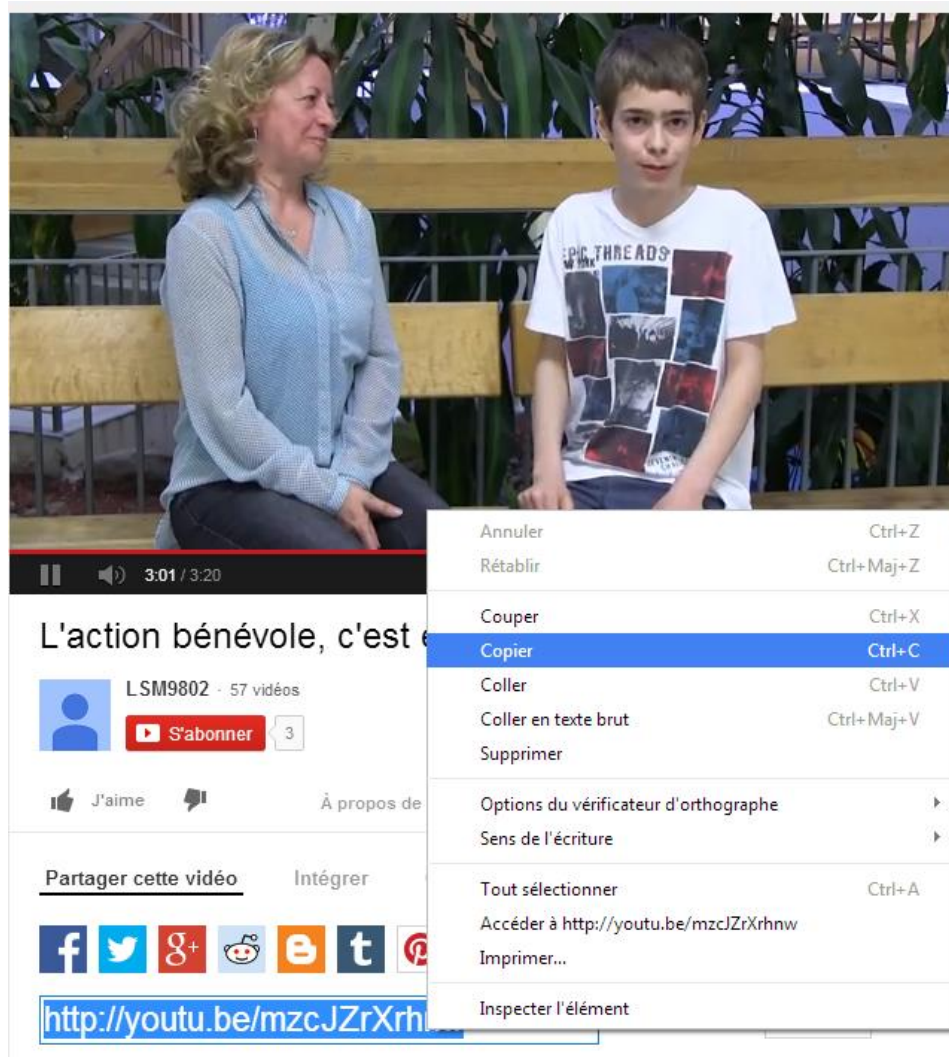 EPIC THREADS
NEW YORK
3:01 / 3:20
L'action bénévole, c'est
LSM9802 · 57 vidéos
S'abonner
3
J'aime
À propos de
Partager cette vidéo
Intégrer
f
g+
B
t
http://youtu.be/mzcJZrXrh
Annuler Ctrl+Z
Rétablir Ctrl+Maj+Z
Couper Ctrl+X
Copier Ctrl+C
Coller Ctrl+V
Coller en texte brut Ctrl+Maj+V
Supprimer
Options du vérificateur d'orthographe
Sens de l'écriture
Tout sélectionner Ctrl+A
Accéder à http://youtu.be/mzcJZrXrhnw
Imprimer...
Inspecter l'élément